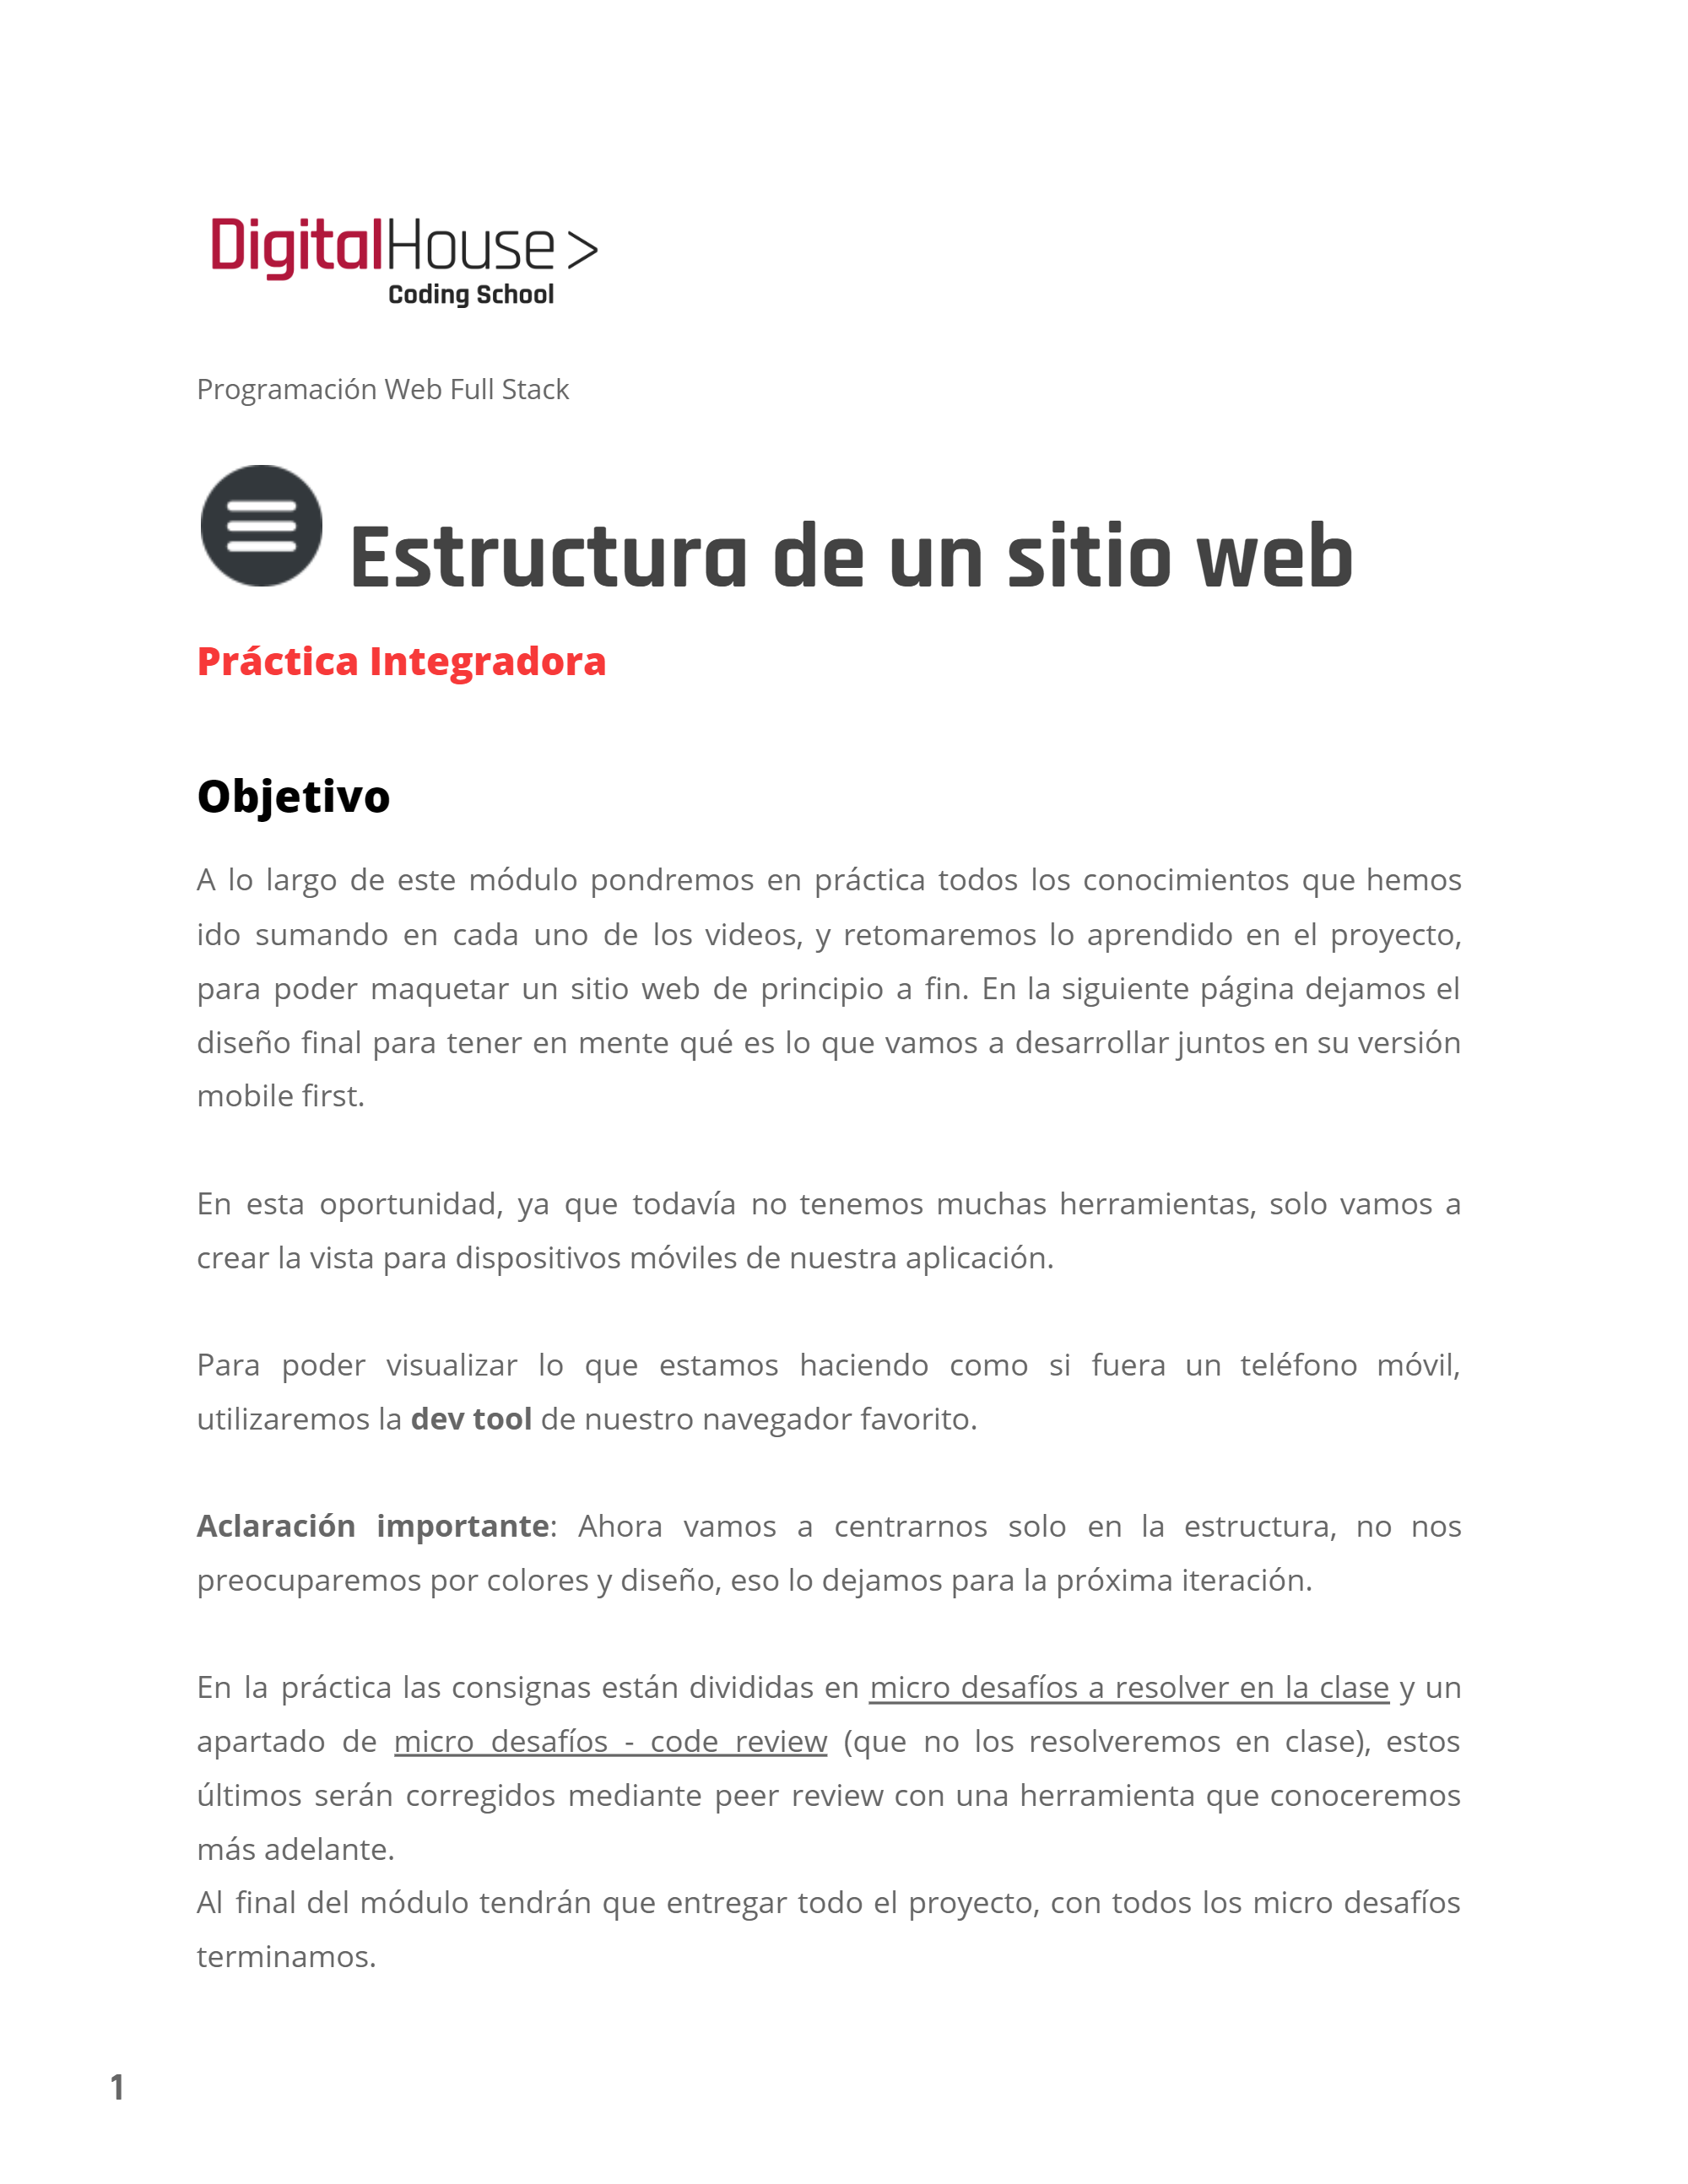 DigitalHouse >
Coding School
Programación Web Full Stack
Estructura de un sitio web
Práctica Integradora
Objetivo
A lo largo de este módulo pondremos en práctica todos los conocimientos que hemos
ido sumando en cada uno de los videos, y retomaremos lo aprendido en el proyecto,
para poder maquetar un sitio web de principio a fin. En la siguiente página dejamos el
diseño final para tener en mente qué es lo que vamos a desarrollar juntos en su versión
mobile first.
En esta oportunidad, ya que todavía no tenemos muchas herramientas, solo vamos a
crear la vista para dispositivos móviles de nuestra aplicación.
Para poder visualizar lo que estamos haciendo como si fuera un teléfono móvil,
utilizaremos la dev tool de nuestro navegador favorito.
Aclaración importante: Ahora vamos a centrarnos solo en la estructura, no nos
preocuparemos por colores y diseño, eso lo dejamos para la próxima iteración.
En la práctica las consignas están divididas en micro desafíos a resolver en la clase y un
apartado de micro desafíos - code review (que no los resolveremos en clase), estos
últimos serán corregidos mediante peer review con una herramienta que conoceremos
más adelante.
Al final del módulo tendrán que entregar todo el proyecto, con todos los micro desafíos
terminamos.
1